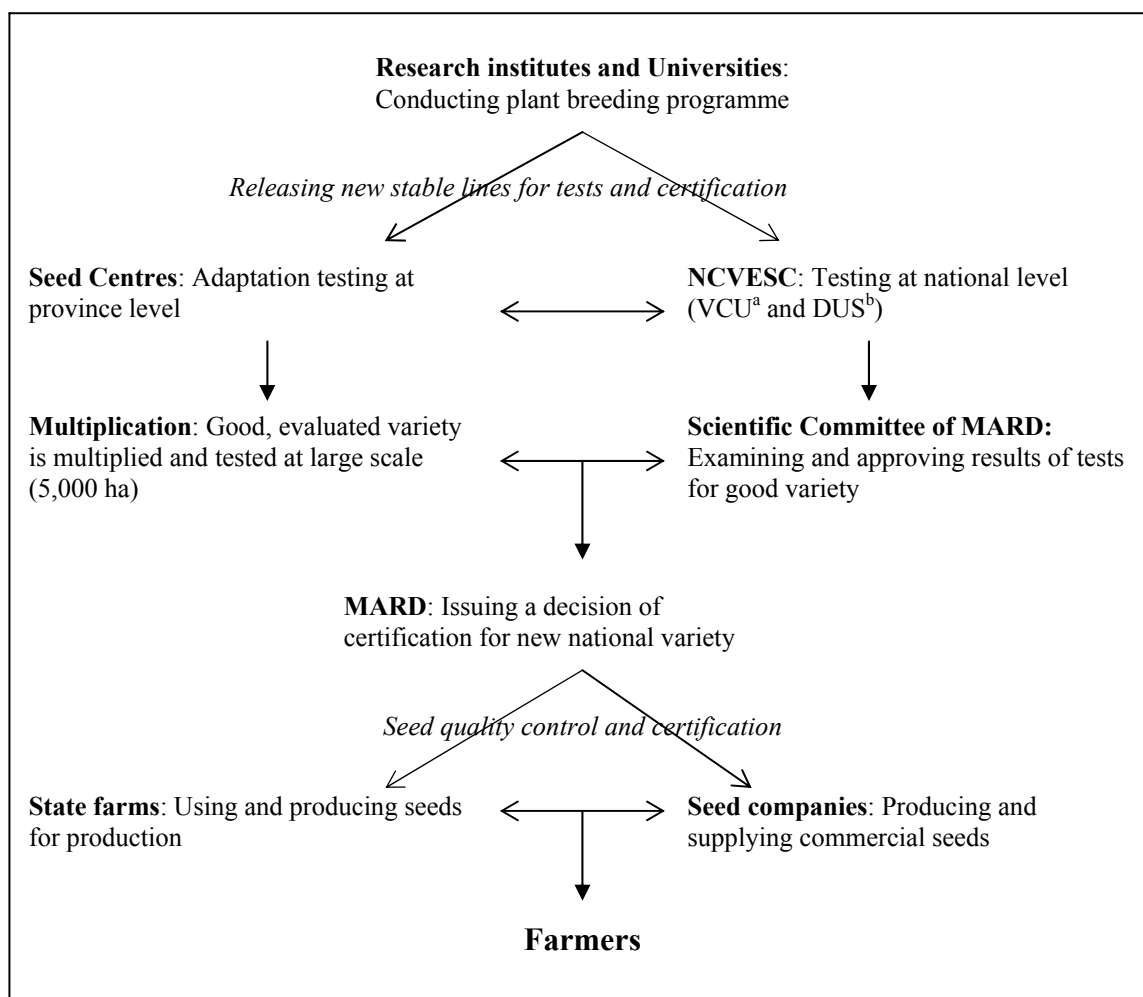 Research institutes and Universities:
Conducting plant breeding programme
Releasing new stable lines for tests and certification
Seed Centres: Adaptation testing at
province level
NCVESC: Testing at national level
(VCUᵃ and DUSᵇ)
Multiplication: Good, evaluated variety
is multiplied and tested at large scale
(5,000 ha)
Scientific Committee of MARD:
Examining and approving results of tests
for good variety
MARD: Issuing a decision of
certification for new national variety
Seed quality control and certification
State farms: Using and producing seeds
for production
Seed companies: Producing and
supplying commercial seeds
Farmers